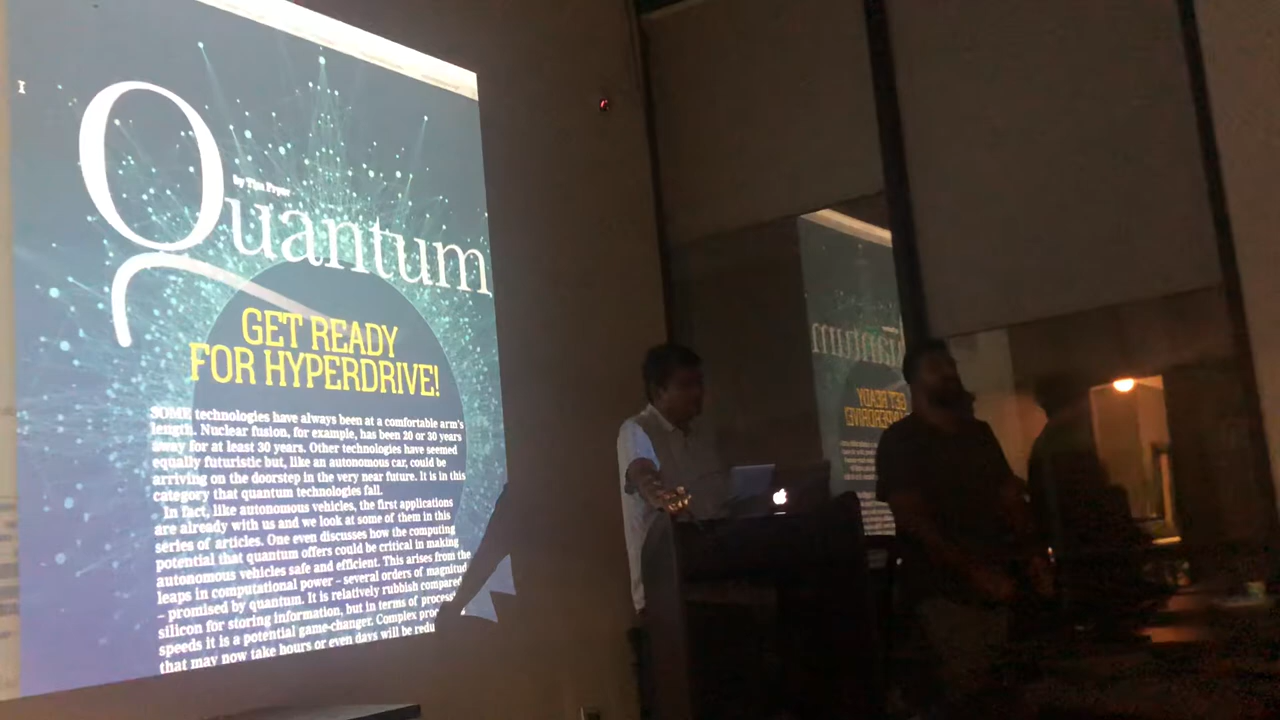 Quantum
by Tim Fryer
GET READY
FOR HYPERDRIVE!
SOME technologies have always been at a comfortable arm's
length. Nuclear fusion, for example, has been 20 or 30 years
away for at least 30 years. Other technologies have seemed
equally futuristic but, like an autonomous car, could be
arriving on the doorstep in the very near future. It is in this
category that quantum technologies fall.
In fact, like autonomous vehicles, the first applications
are already with us and we look at some of them in this
series of articles. One even discusses how the computing
potential that quantum offers could be critical in making
autonomous vehicles safe and efficient. This arises from the
leaps in computational power – several orders of magnitud
– promised by quantum. It is relatively rubbish compared
silicon for storing information, but in terms of process
speeds it is a potential game-changer. Complex pro
that may now take hours or even days will be redu